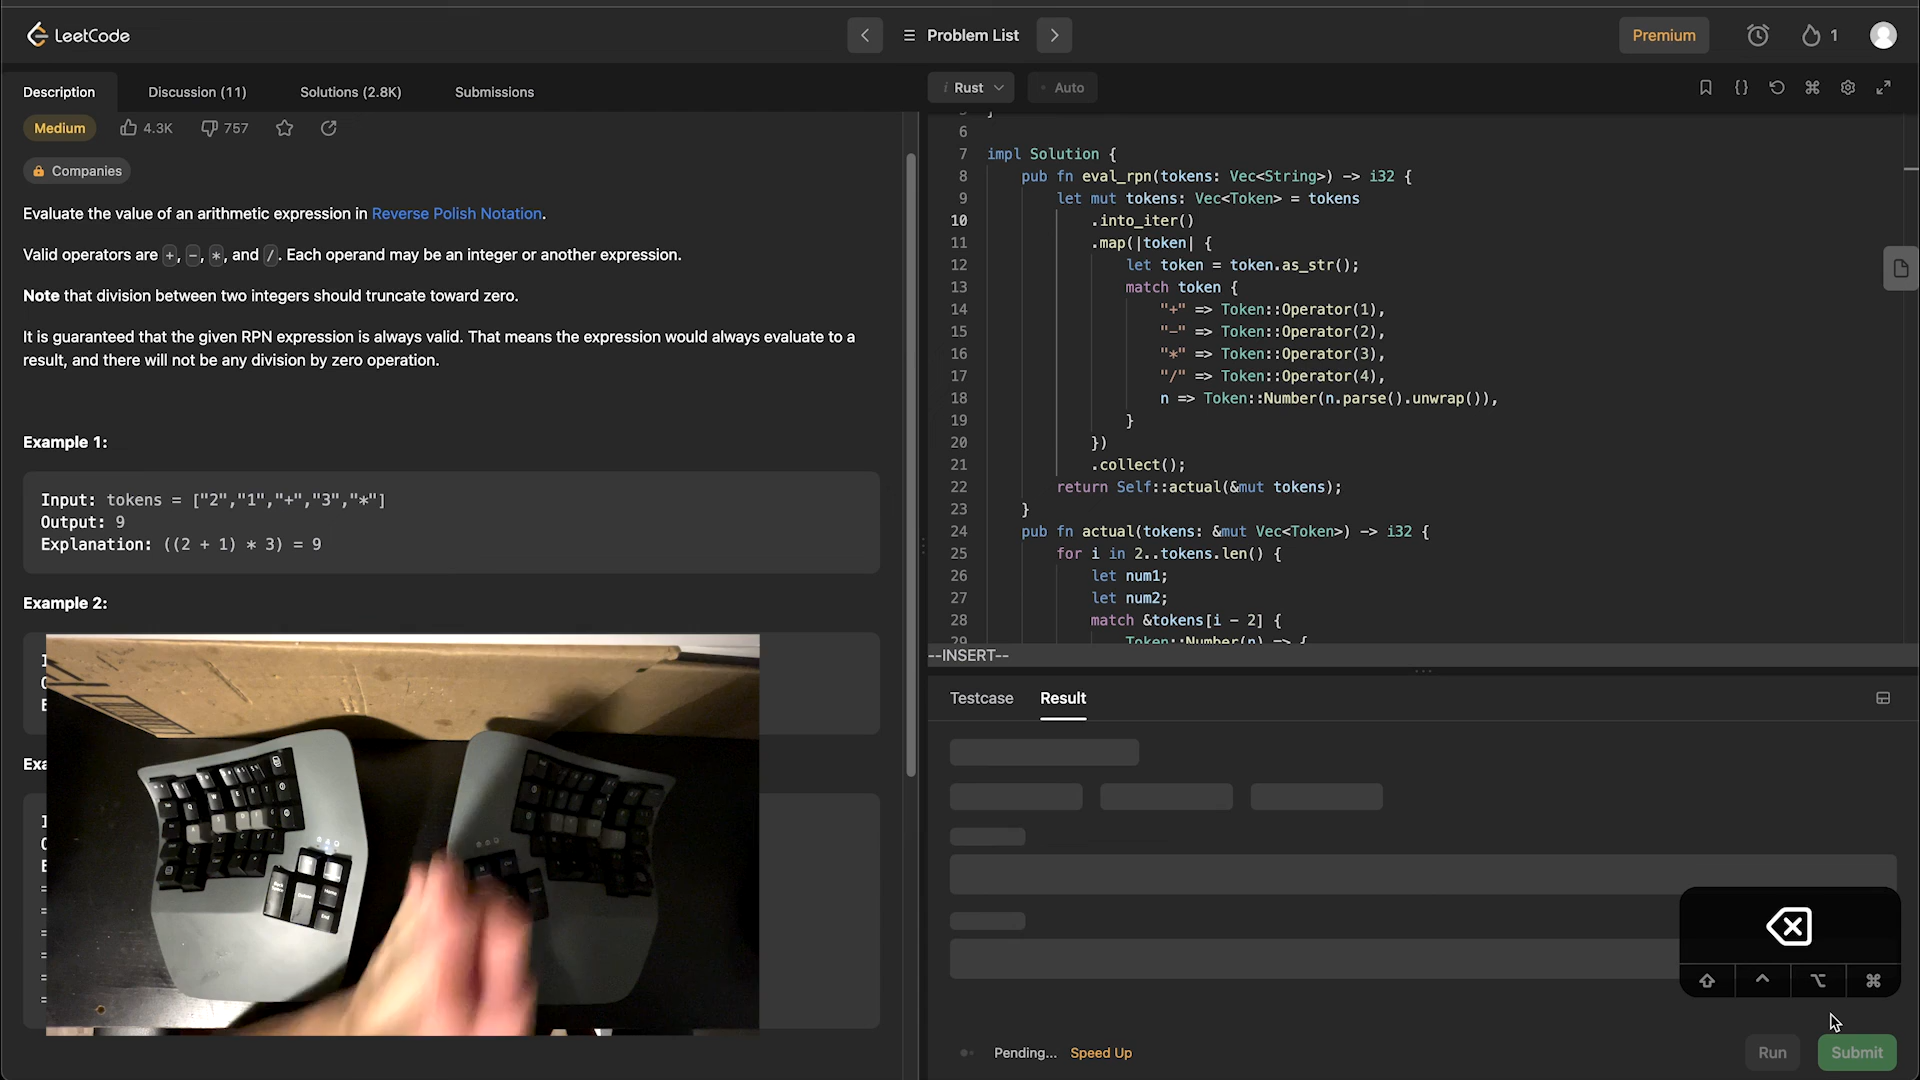 LeetCode
Problem List
Premium
1
Description
Discussion (11)
Solutions (2.8K)
Submissions
Medium
4.3K
757
Companies
Evaluate the value of an arithmetic expression in Reverse Polish Notation.
Valid operators are +, -, *, and /. Each operand may be an integer or another expression.
Note that division between two integers should truncate toward zero.
It is guaranteed that the given RPN expression is always valid. That means the expression would always evaluate to a
result, and there will not be any division by zero operation.
Example 1:
Input: tokens = ["2","1","+","3","*"]
Output: 9
Explanation: ((2 + 1) * 3) = 9
Example 2:
Exa
i Rust
Auto
6
7 impl Solution {
8 pub fn eval_rpn(tokens: Vec<String>) -> i32 {
9 let mut tokens: Vec<Token> = tokens
10 .into_iter()
11 .map(|token| {
12 let token = token.as_str();
13 match token {
14 "+" => Token::Operator(1),
15 "-" => Token::Operator(2),
16 "*" => Token::Operator(3),
17 "/" => Token::Operator(4),
18 n => Token::Number(n.parse().unwrap()),
19 }
20 })
21 .collect();
22 return Self::actual(&mut tokens);
23 }
24 pub fn actual(tokens: &mut Vec<Token>) -> i32 {
25 for i in 2..tokens.len() {
26 let num1;
27 let num2;
28 match &tokens[i - 2] {
29 Token::Number(n) => {
--INSERT--
Testcase
Result
Pending...
Speed Up
Run
Submit